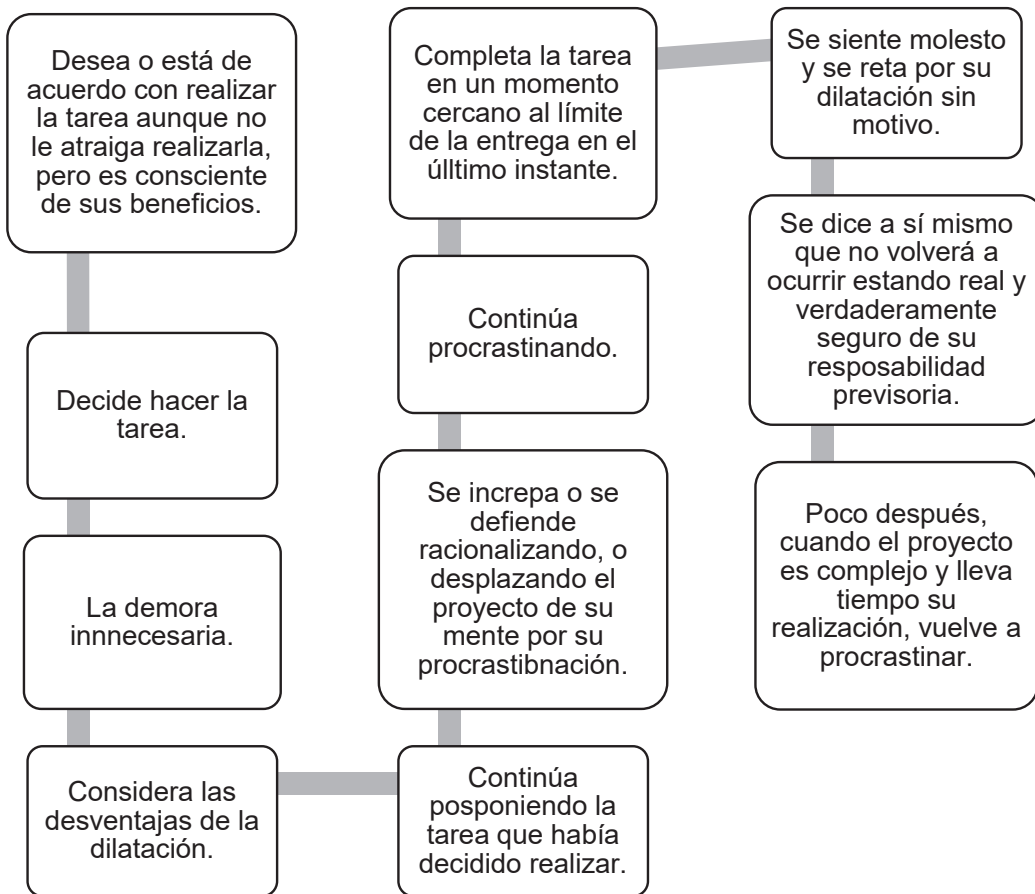 Desea o está de
acuerdo con realizar
la tarea aunque no
le atraiga realizarla,
pero es consciente
de sus beneficios.
Decide hacer la
tarea.
La demora
innnecesaria.
Considera las
desventajas de la
dilatación.
Continúa
posponiendo la
tarea que había
decidido realizar.
Se increpa o se
defiende
racionalizando, o
desplazando el
proyecto de su
mente por su
procrastibnación.
Continúa
procrastinando.
Completa la tarea
en un momento
cercano al límite
de la entrega en el
úlltimo instante.
Se siente molesto
y se reta por su
dilatación sin
motivo.
Se dice a sí mismo
que no volverá a
ocurrir estando real y
verdaderamente
seguro de su
resposabilidad
previsoria.
Poco después,
cuando el proyecto
es complejo y lleva
tiempo su
realización, vuelve a
procrastinar.